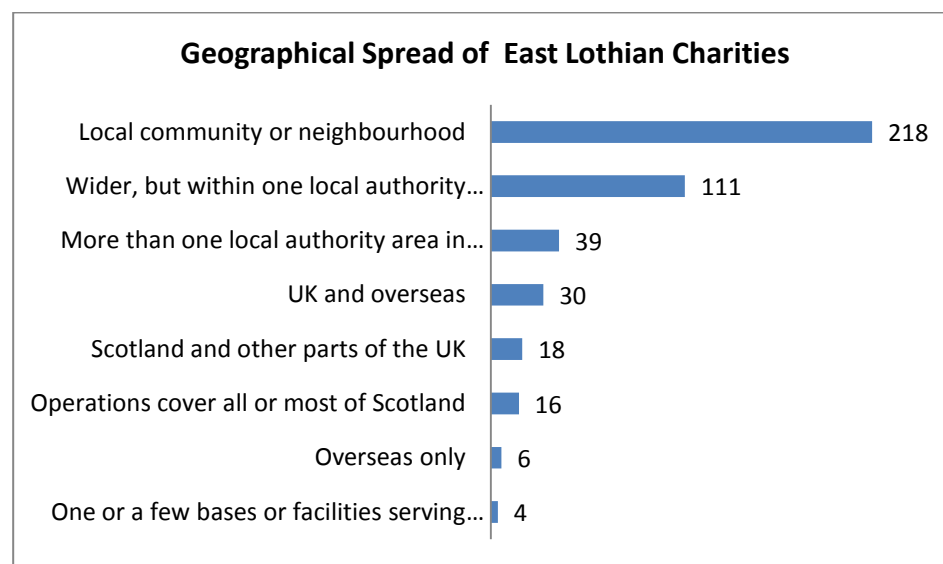 Geographical Spread of East Lothian Charities
Local community or neighbourhood 218
Wider, but within one local authority... 111
More than one local authority area in... 39
UK and overseas 30
Scotland and other parts of the UK 18
Operations cover all or most of Scotland 16
Overseas only 6
One or a few bases or facilities serving... 4